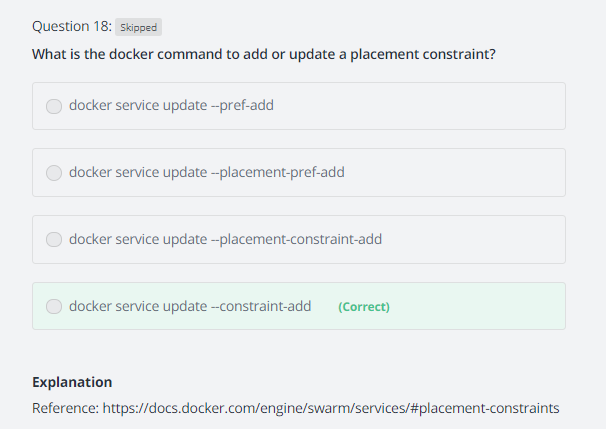 Question 18: Skipped
What is the docker command to add or update a placement constraint?
docker service update --pref-add
docker service update --placement-pref-add
docker service update --placement-constraint-add
docker service update --constraint-add (Correct)
Explanation
Reference: https://docs.docker.com/engine/swarm/services/#placement-constraints